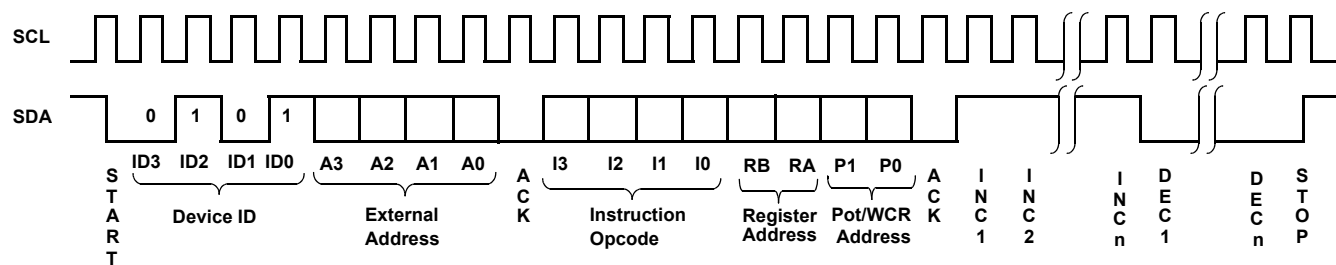 SCL
SDA
0 1 0 1
ID3 ID2 ID1 ID0 A3 A2 A1 A0 I3 I2 I1 I0 RB RA P1 P0
START
Device ID
External
Address
ACK
Instruction
Opcode
Register
Address
Pot/WCR
Address
ACK
INC1
INC2
INCn
DEC1
DECn
STOP